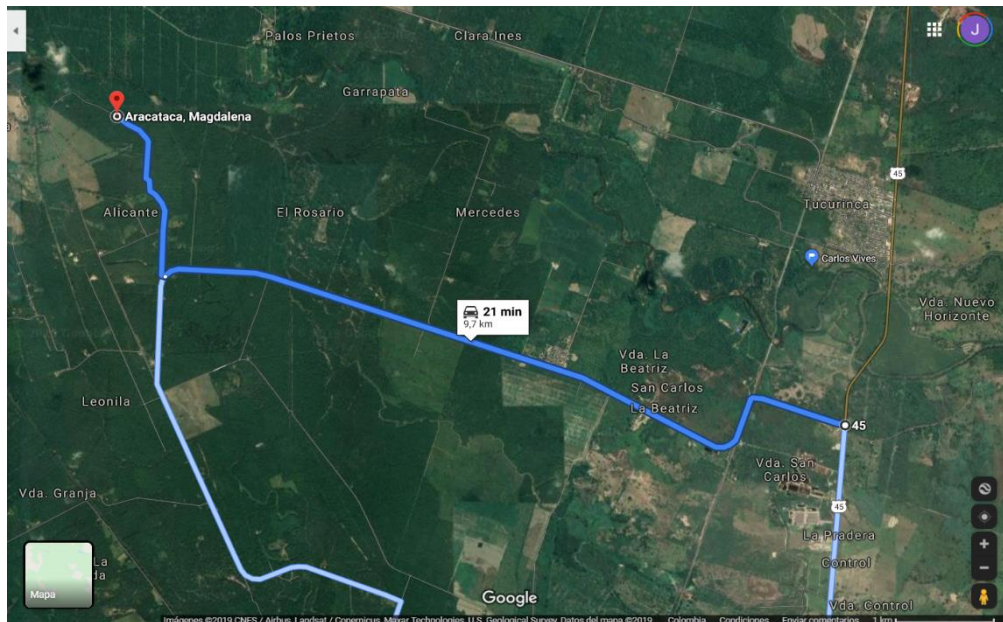 Palos Prietos
Clara Ines
J
Garrapata
Aracataca, Magdalena
45
Alicante
El Rosario
Mercedes
Tucurinca
Carlos Vives
21 min
9,7 km
Vda. Nuevo
Horizonte
Vda. La
Beatriz
San Carlos
La Beatriz
Leonila
45
Vda. San
Carlos
Vda. Granja
45
La Pradera
Control
La
da
Mapa
Google
Vda. Control
Imágenes ©2019 CNES / Airbus, Landsat / Copernicus, Maxar Technologies, U.S. Geological Survey, Datos del mapa ©2019 Colombia Condiciones Enviar comentarios 1 km